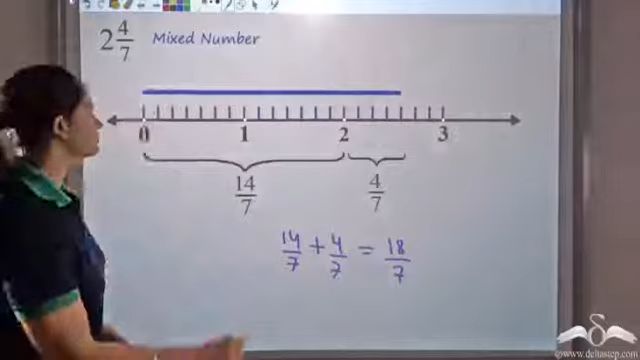 2 4/7 Mixed Number
0 1 2 3
14/7 4/7
14/7 + 4/7 = 18/7
©www.deltastep.com